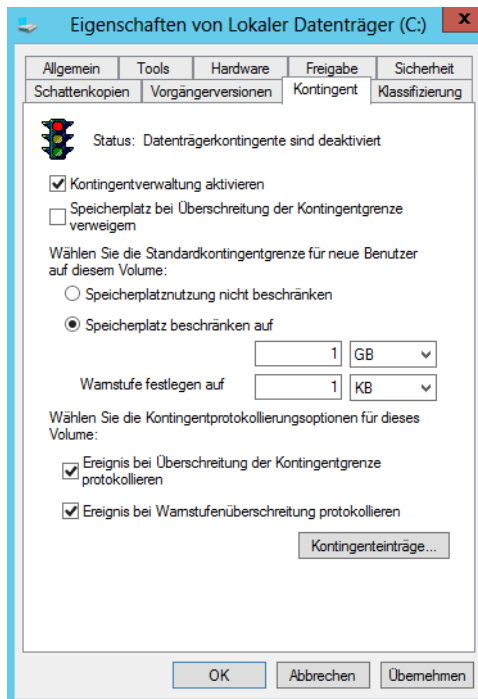 Eigenschaften von Lokaler Datenträger (C:)
x
Allgemein Tools Hardware Freigabe Sicherheit
Schattenkopien Vorgängerversionen Kontingent Klassifizierung
Status: Datenträgerkontingente sind deaktiviert
Kontingentverwaltung aktivieren
Speicherplatz bei Überschreitung der Kontingentgrenze
verweigern
Wählen Sie die Standardkontingentgrenze für neue Benutzer
auf diesem Volume:
Speicherplatznutzung nicht beschränken
Speicherplatz beschränken auf
1 GB
Warnstufe festlegen auf 1 KB
Wählen Sie die Kontingentprotokollierungsoptionen für dieses
Volume:
Ereignis bei Überschreitung der Kontingentgrenze
protokollieren
Ereignis bei Warnstufenüberschreitung protokollieren
Kontingenteinträge...
OK Abbrechen Übernehmen